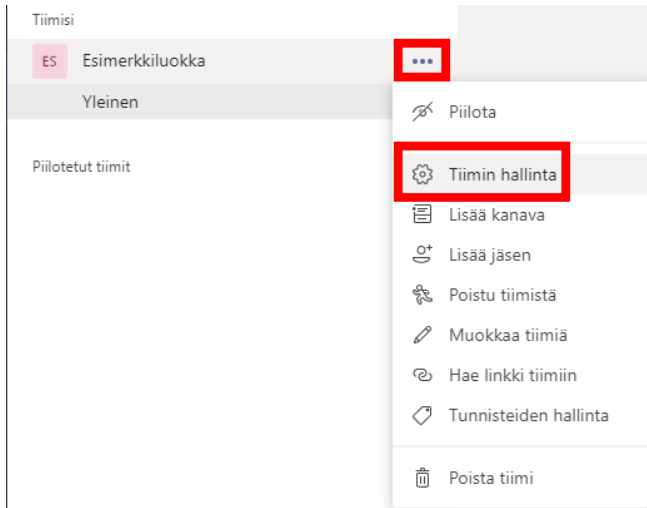 Tiimisi
ES Esimerkkiluokka
Yleinen
Piilotetut tiimit
Piilota
Tiimin hallinta
Lisää kanava
Lisää jäsen
Poistu tiimistä
Muokkaa tiimiä
Hae linkki tiimiin
Tunnisteiden hallinta
Poista tiimi